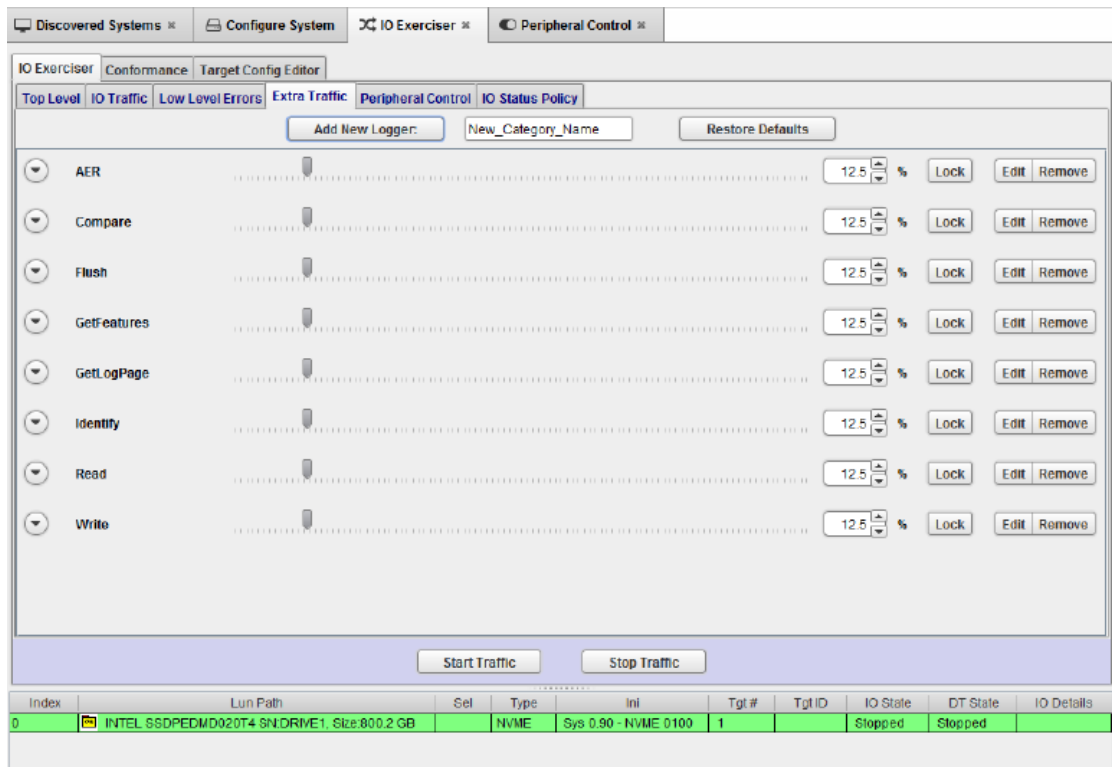 Discovered Systems Configure System IO Exerciser Peripheral Control
IO Exerciser Conformance Target Config Editor
Top Level IO Traffic Low Level Errors Extra Traffic Peripheral Control IO Status Policy
Add New Logger: New_Category_Name Restore Defaults
AER 12.5 % Lock Edit Remove
Compare 12.5 % Lock Edit Remove
Flush 12.5 % Lock Edit Remove
GetFeatures 12.5 % Lock Edit Remove
GetLogPage 12.5 % Lock Edit Remove
Identify 12.5 % Lock Edit Remove
Read 12.5 % Lock Edit Remove
Write 12.5 % Lock Edit Remove
Start Traffic Stop Traffic
Index Lun Path Sel Type Ini Tgt # Tgt ID IO State DT State IO Details
0 INTEL SSDPEDMD020T4 SN:DRIVE1, Size:800.2 GB NVME Sys 0.90 - NVME 0100 1 Stopped Stopped